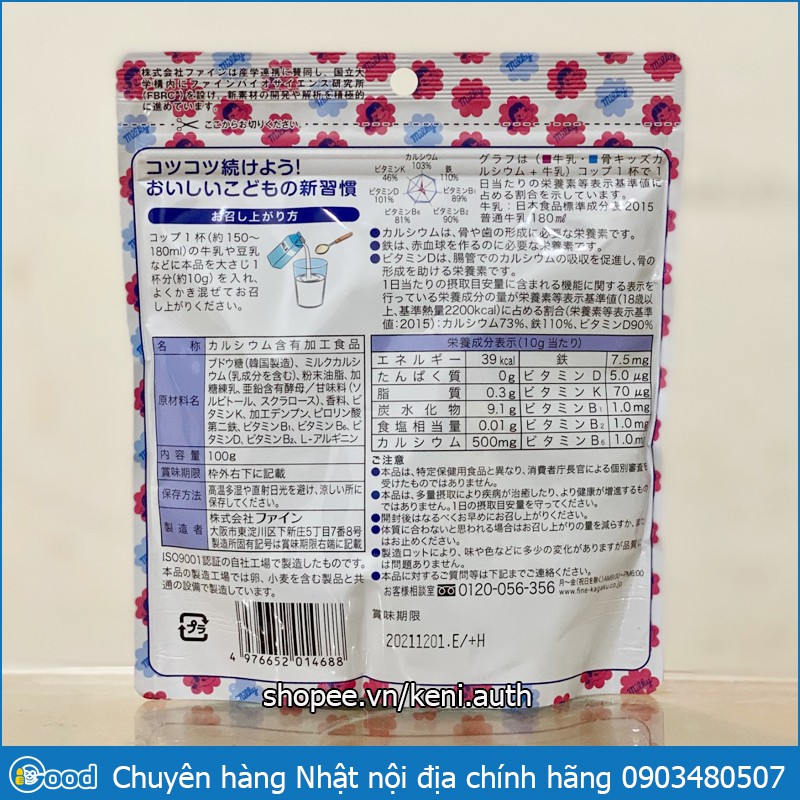 株式会社ファインは産学連携に賛同し、国立大
学構内にファインバイオサイエンス研究所
(FBRC)を設け、新素材の開発や解析を積極的
に進めています。
ここからお切りください
コツコツ続けよう!
おいしいこどもの新習慣
お召し上がり方
コップ1杯(約150〜
180ml)の牛乳や豆乳
などに本品を大さじ1
杯分(約10g)を入れ、
よくかき混ぜてお召
し上がりください。
カルシウム
103%
鉄
110%
ビタミンB₁
89%
ビタミンB₂
90%
ビタミンB₆
81%
ビタミンD
101%
ビタミンK
46%
グラフは(■牛乳・■骨キッズカ
ルシウム+牛乳)コップ1杯で1
日当たりの栄養素等表示基準値に
占める割合を示しています。
牛乳:日本食品標準成分表2015
普通牛乳180ml
●カルシウムは、骨や歯の形成に必要な栄養素です。
●鉄は、赤血球を作るのに必要な栄養素です。
●ビタミンDは、腸管でのカルシウムの吸収を促進し、骨の
形成を助ける栄養素です。
1日当たりの摂取目安量に含まれる機能に関する表示を
行っている栄養成分の量が栄養素等表示基準値(18歳以
上、基準熱量2200kcal)に占める割合(栄養素等表示基準
値:2015):カルシウム73%、鉄110%、ビタミンD90%
名 称 カルシウム含有加工食品
原材料名 ブドウ糖(韓国製造)、ミルクカルシ
ウム(乳成分を含む)、粉末油脂、加
糖練乳、亜鉛含有酵母/甘味料(ソ
ルビトール、スクラロース)、香料、ビ
タミンK、加工デンプン、ピロリン酸
第二鉄、ビタミンB₁、ビタミンB₆、ビ
タミンD、ビタミンB₂、L-アルギニン
内容量 100g
賞味期限 枠外右下に記載
保存方法 高温多湿や直射日光を避け、涼しい所に
保存してください。
製造者 株式会社ファイン
大阪市東淀川区下新庄5丁目7番8号
製造所固有記号は賞味期限右端に記載
ISO9001認証の自社工場で製造したものです。
本品の製造工場では卵、小麦を含む製品と共
通の設備で製造しています。
プラ
4 976652 014688
栄養成分表示(10g当たり)
エネルギー 39kcal 鉄 7.5mg
たんぱく質 0g ビタミンD 5.0μg
脂質 0.3g ビタミンK 70μg
炭水化物 9.1g ビタミンB₁ 1.0mg
食塩相当量 0.01g ビタミンB₂ 1.0mg
カルシウム 500mg ビタミンB₆ 1.0m
ご注意
●本品は、特定保健用食品と異なり、消費者庁長官による個別審査を
受けたものではありません。
●本品は、多量摂取により疾病が治癒したり、より健康が増進するもの
ではありません。1日の摂取目安量を守ってください。
●開封後はなるべくお早めにお召し上がりください。
●体質に合わないと思われる場合はお召し上がりの量を減らすか、また
はお止めください。
●製造ロットにより、味や色などに多少の変化がありますが品質に
は問題ありません。
●本品に対するご質問等は下記までご連絡ください。
お客様相談室 0120-056-356
月〜金(祝日を除く)AM9:00〜PM6:00
www.fine-kagaku.co.jp
賞味期限
20211201.E/+H
shopee.vn/keni.auth
Good
Chuyên hàng Nhật nội địa chính hãng 0903480507